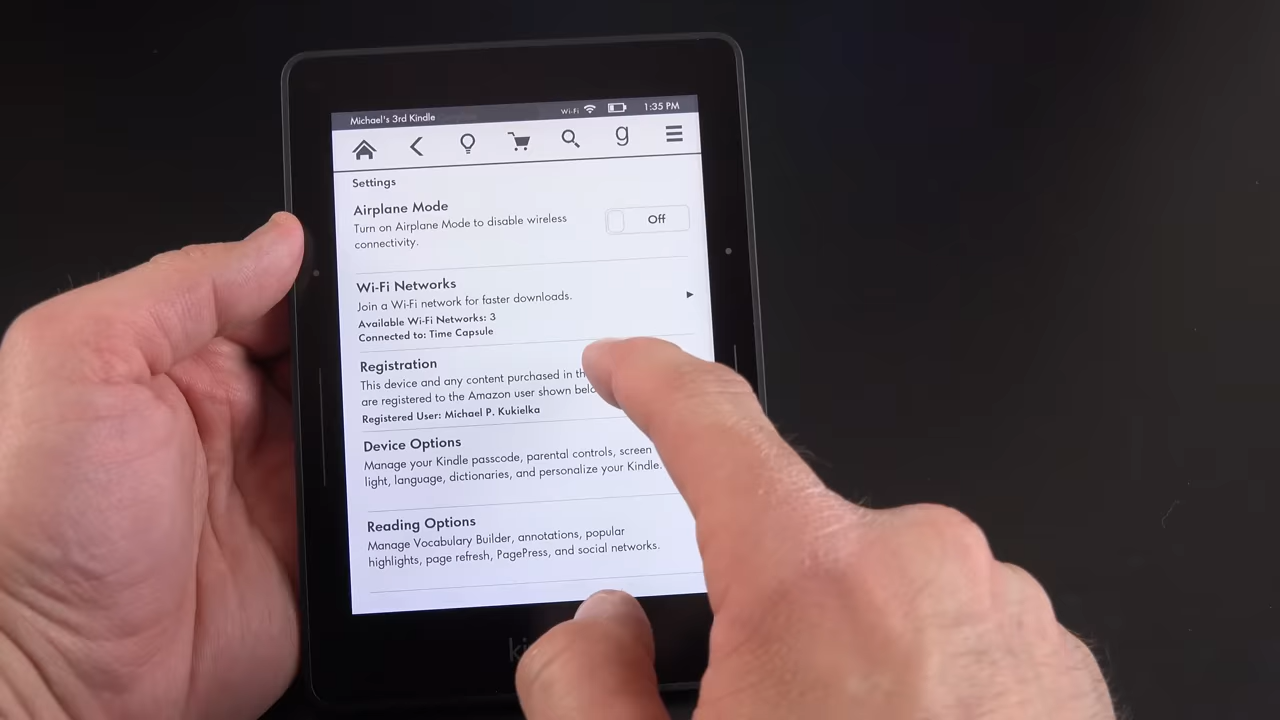 Michael's 3rd Kindle
Wi-Fi
1:35 PM
g
Settings
Airplane Mode
Turn on Airplane Mode to disable wireless
connectivity.
Off
Wi-Fi Networks
Join a Wi-Fi network for faster downloads.
Available Wi-Fi Networks: 3
Connected to: Time Capsule
Registration
This device and any content purchased in
are registered to the Amazon user shown
Registered User: Michael P. Kukielka
Device Options
Manage your Kindle passcode, parental controls, screen
light, language, dictionaries, and personalize your Kindle.
Reading Options
Manage Vocabulary Builder, annotations, popular
highlights, page refresh, PagePress, and social networks.